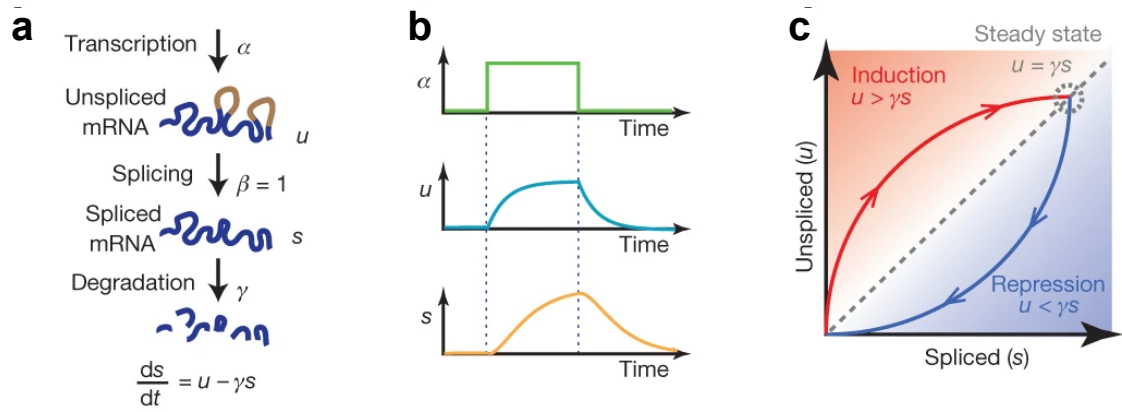 a
Transcription
α
Unspliced
mRNA
u
Splicing
β = 1
Spliced
mRNA
s
Degradation
γ
ds/dt = u − γs
b
α
Time
u
Time
s
Time
c
Steady state
u = γs
Induction
u > γs
Unspliced (u)
Repression
u < γs
Spliced (s)